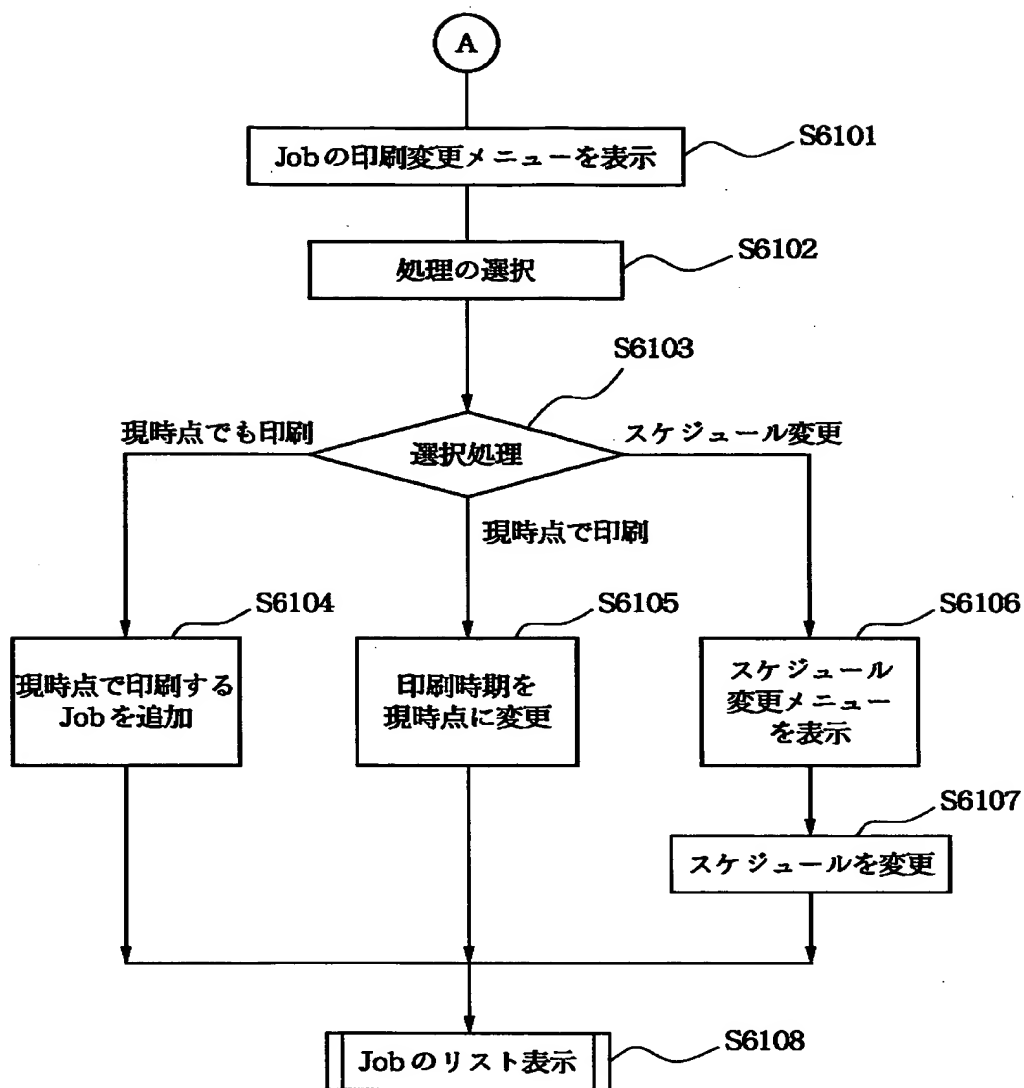 A
Jobの印刷変更メニューを表示
S6101
処理の選択
S6102
S6103
現時点でも印刷
選択処理
スケジュール変更
現時点で印刷
S6104
S6105
S6106
現時点で印刷する
Jobを追加
印刷時期を
現時点に変更
スケジュール
変更メニュー
を表示
S6107
スケジュールを変更
Jobのリスト表示
S6108